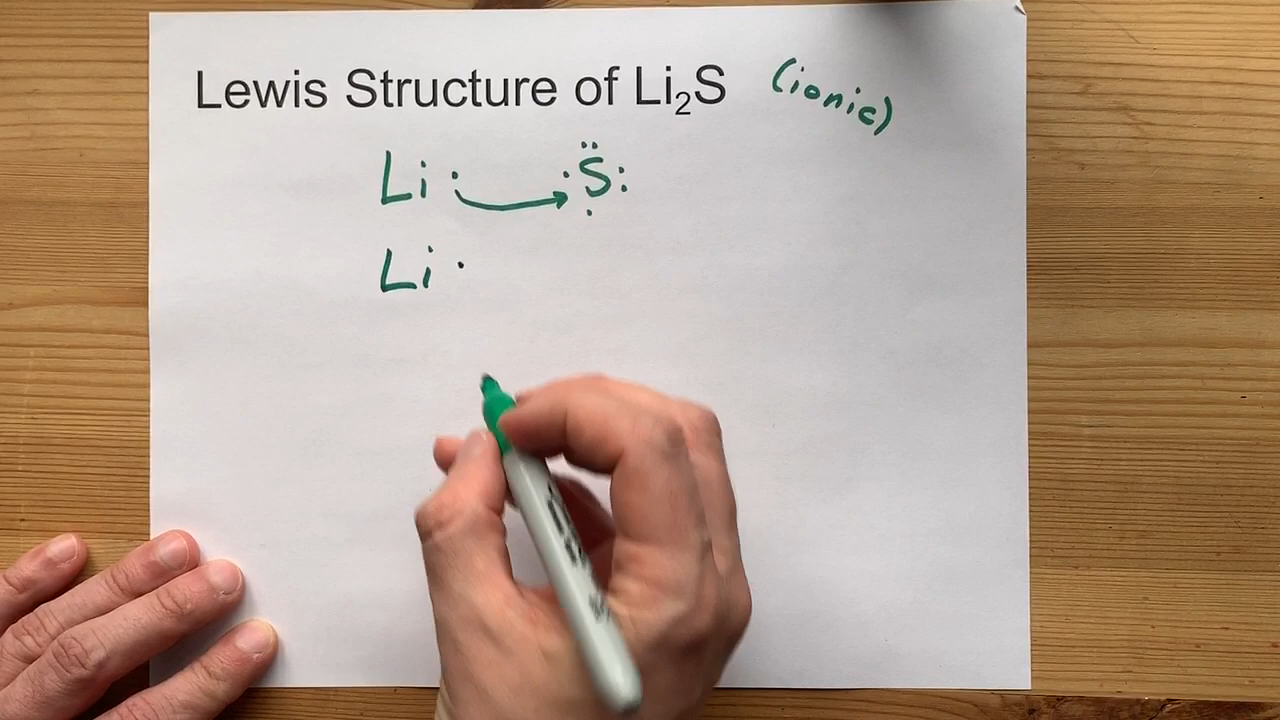 Lewis Structure of Li₂S (ionic)
Li · ·S̈:
Li ·